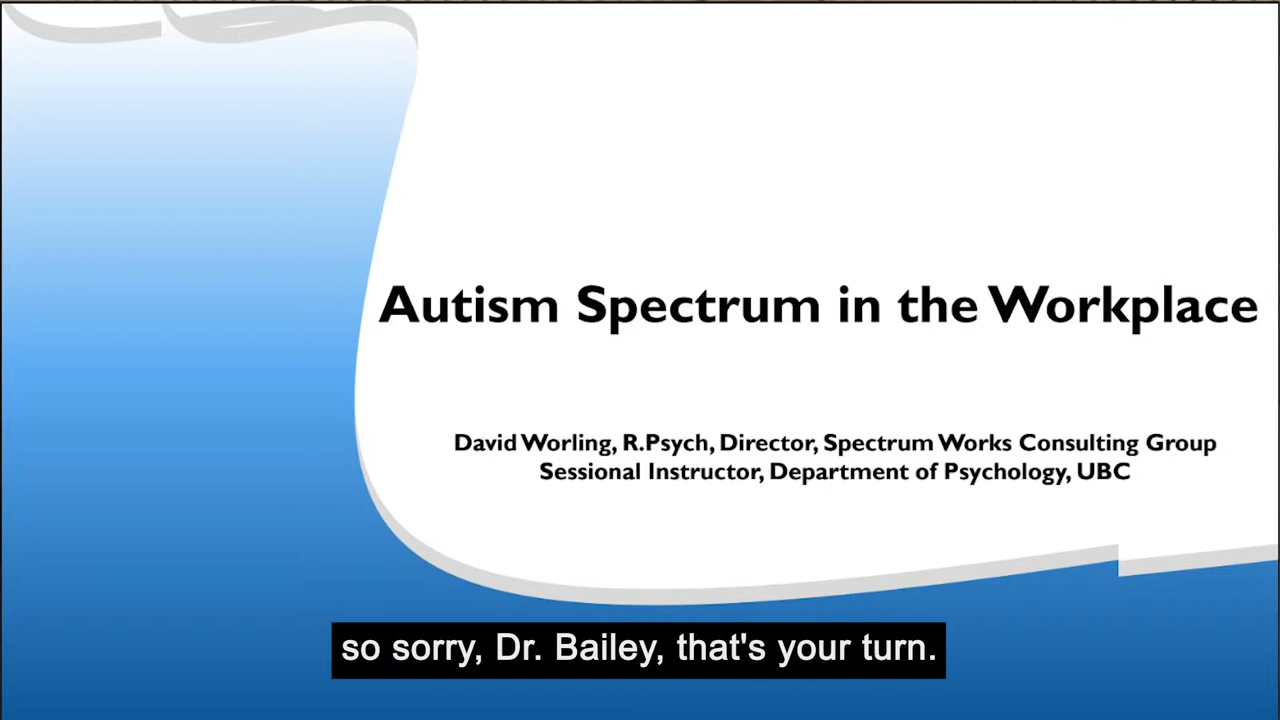 Autism Spectrum in the Workplace
David Worling, R.Psych, Director, Spectrum Works Consulting Group
Sessional Instructor, Department of Psychology, UBC
so sorry, Dr. Bailey, that's your turn.